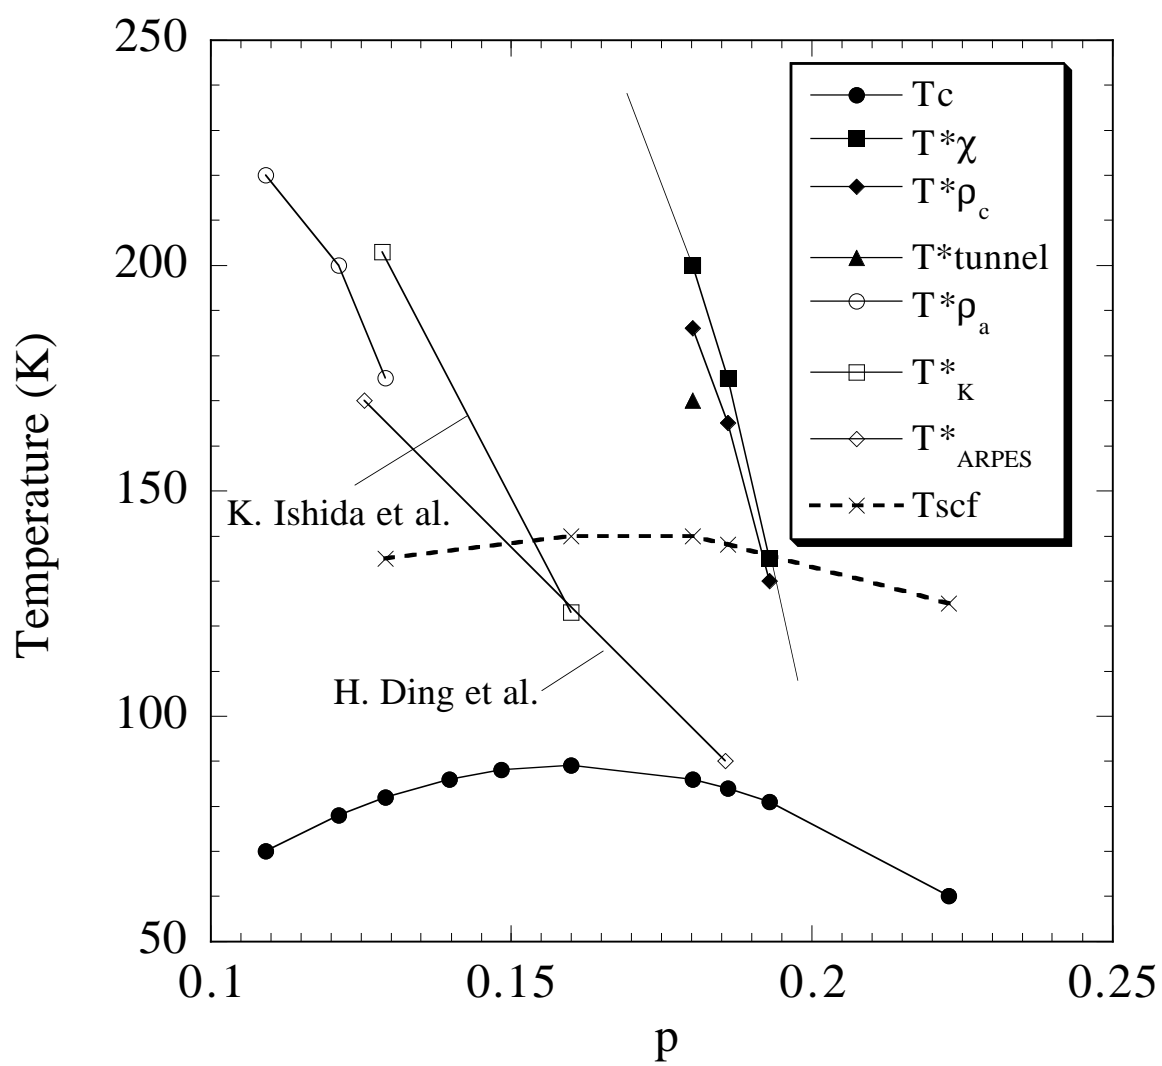 250
200
150
100
50
Temperature (K)
0.1
0.15
0.2
0.25
p
Tc
T*χ
T*ρc
T*tunnel
T*ρa
T*K
T*ARPES
Tscf
K. Ishida et al.
H. Ding et al.